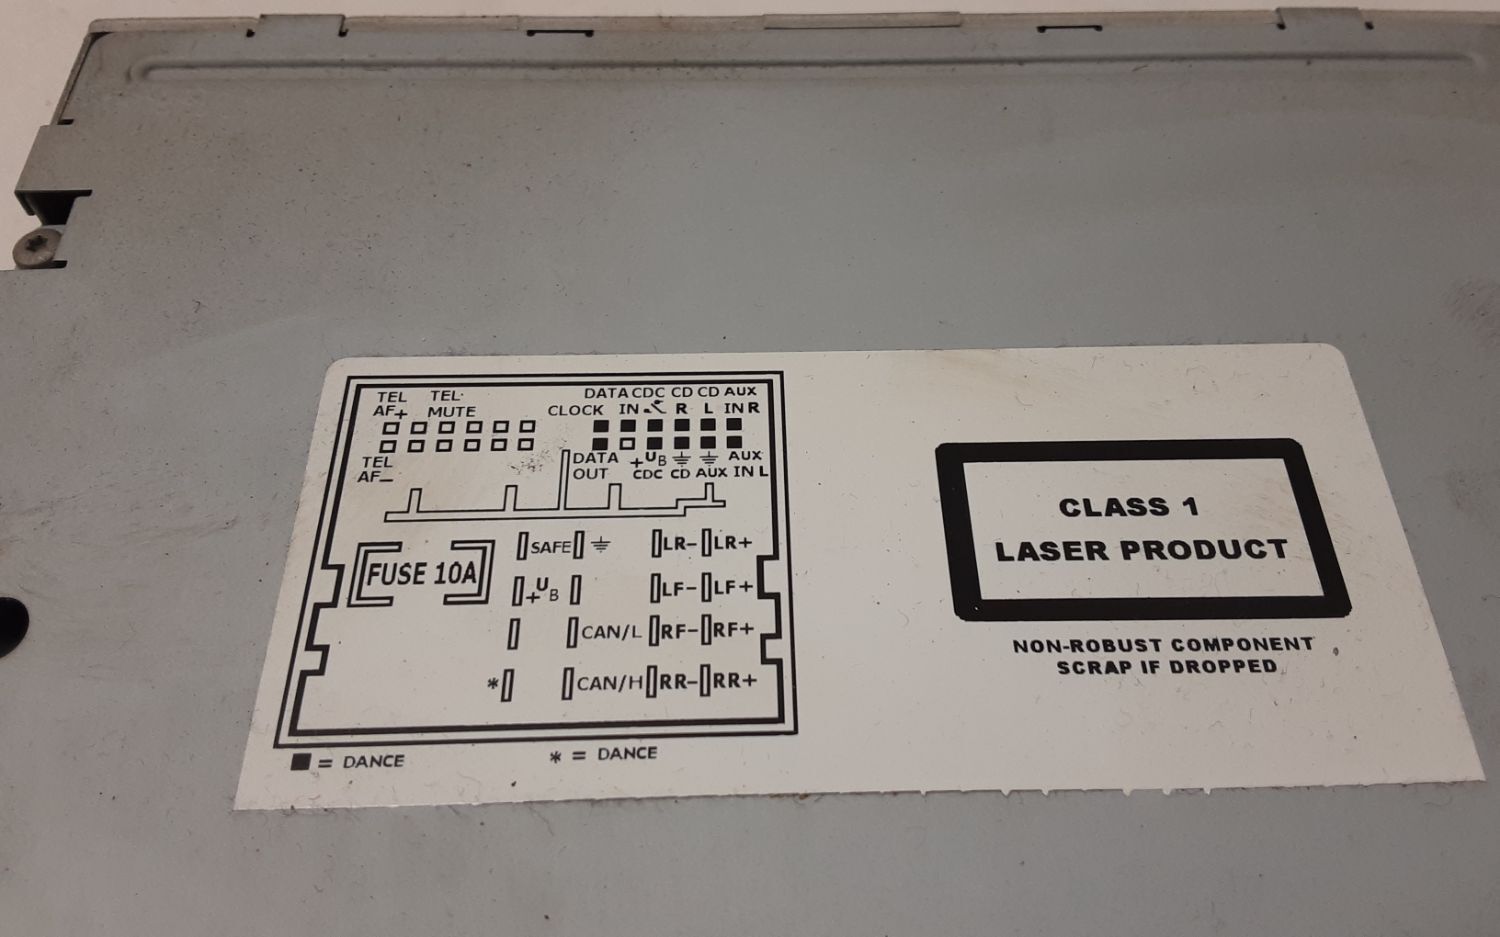 TEL TEL. DATA CDC CD CD AUX
AF+ MUTE CLOCK IN R L IN R
TEL DATA +UB AUX
AF- OUT CDC CD AUX IN L
SAFE LR- LR+
FUSE 10A
+UB LF- LF+
CAN/L RF- RF+
* CAN/H RR- RR+
■ = DANCE * = DANCE
CLASS 1
LASER PRODUCT
NON-ROBUST COMPONENT
SCRAP IF DROPPED